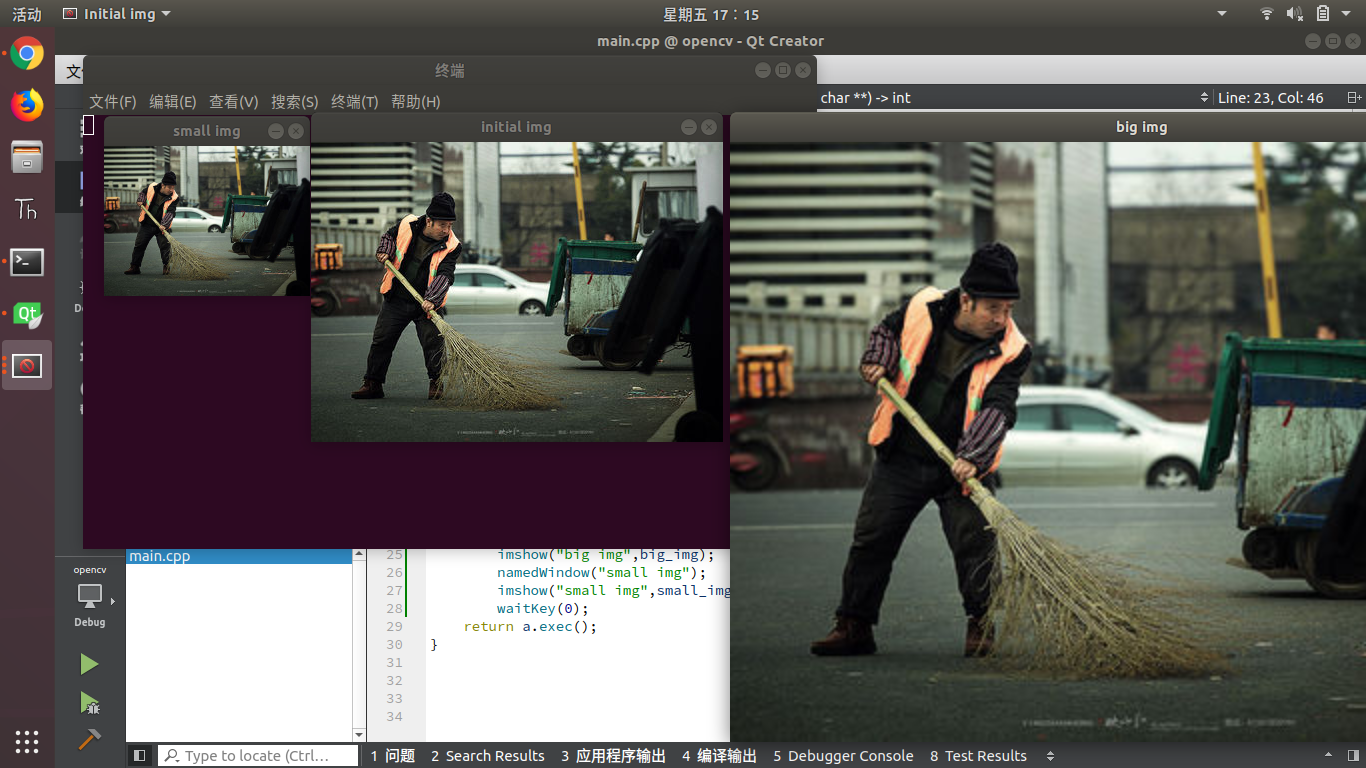 活动
Initial img
星期五 17：15
main.cpp @ opencv - Qt Creator
终端
文件(F) 编辑(E) 查看(V) 搜索(S) 终端(T) 帮助(H)
char **) -> int
Line: 23, Col: 46
small img
initial img
big img
main.cpp
25 imshow("big img",big_img);
26 namedWindow("small img");
27 imshow("small img",small_img
28 waitKey(0);
29 return a.exec();
30 }
31
32
33
34
opencv
Debug
Type to locate (Ctrl...
1 问题 2 Search Results 3 应用程序输出 4 编译输出 5 Debugger Console 8 Test Results
Th
Qt